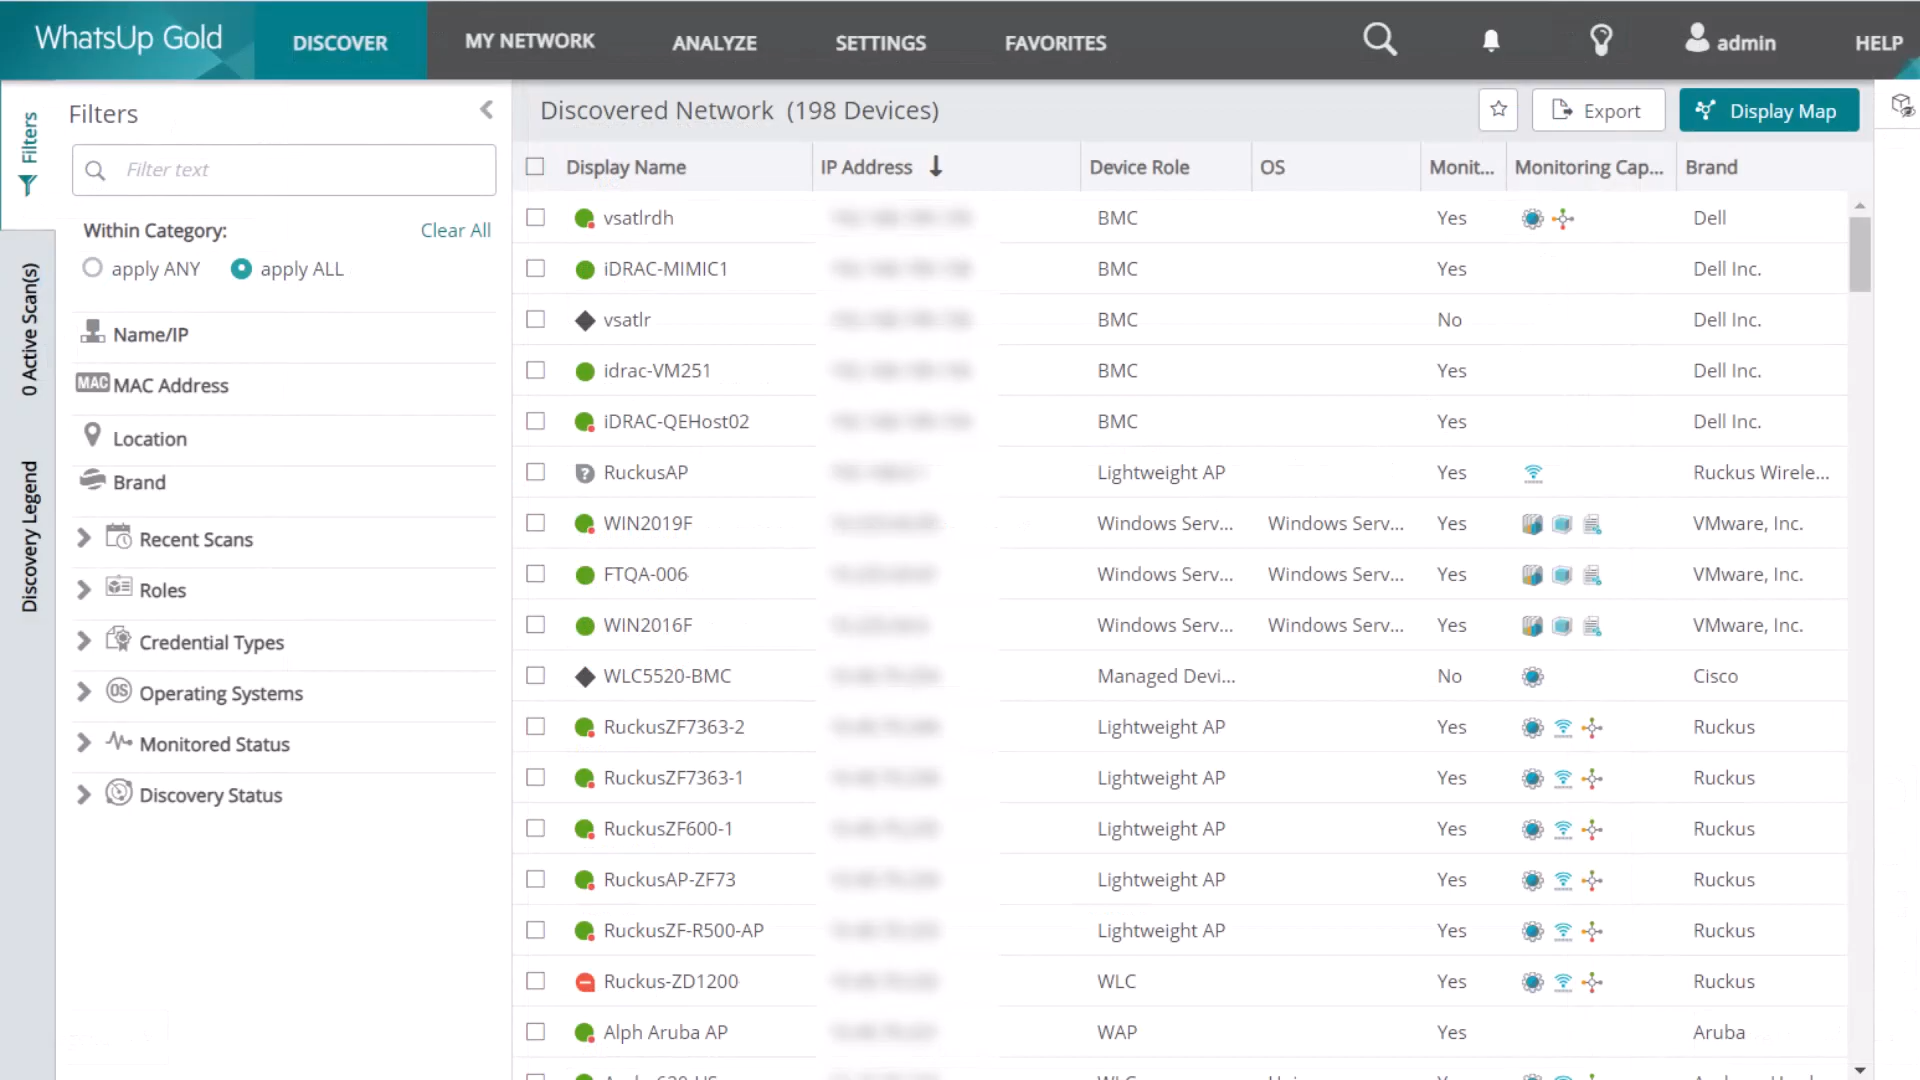 WhatsUp Gold
DISCOVER
MY NETWORK
ANALYZE
SETTINGS
FAVORITES
admin
HELP
Filters
0 Active Scan(s)
Discovery Legend
Filters
Filter text
Within Category:
Clear All
apply ANY
apply ALL
Name/IP
MAC MAC Address
Location
Brand
Recent Scans
Roles
Credential Types
OS Operating Systems
Monitored Status
Discovery Status
Discovered Network (198 Devices)
Export
Display Map
Display Name IP Address Device Role OS Monit... Monitoring Cap... Brand
vsatlrdh BMC Yes Dell
iDRAC-MIMIC1 BMC Yes Dell Inc.
vsatlr BMC No Dell Inc.
idrac-VM251 BMC Yes Dell Inc.
iDRAC-QEHost02 BMC Yes Dell Inc.
RuckusAP Lightweight AP Yes Ruckus Wirele...
WIN2019F Windows Serv... Windows Serv... Yes VMware, Inc.
FTQA-006 Windows Serv... Windows Serv... Yes VMware, Inc.
WIN2016F Windows Serv... Windows Serv... Yes VMware, Inc.
WLC5520-BMC Managed Devi... No Cisco
RuckusZF7363-2 Lightweight AP Yes Ruckus
RuckusZF7363-1 Lightweight AP Yes Ruckus
RuckusZF600-1 Lightweight AP Yes Ruckus
RuckusAP-ZF73 Lightweight AP Yes Ruckus
RuckusZF-R500-AP Lightweight AP Yes Ruckus
Ruckus-ZD1200 WLC Yes Ruckus
Alph Aruba AP WAP Yes Aruba